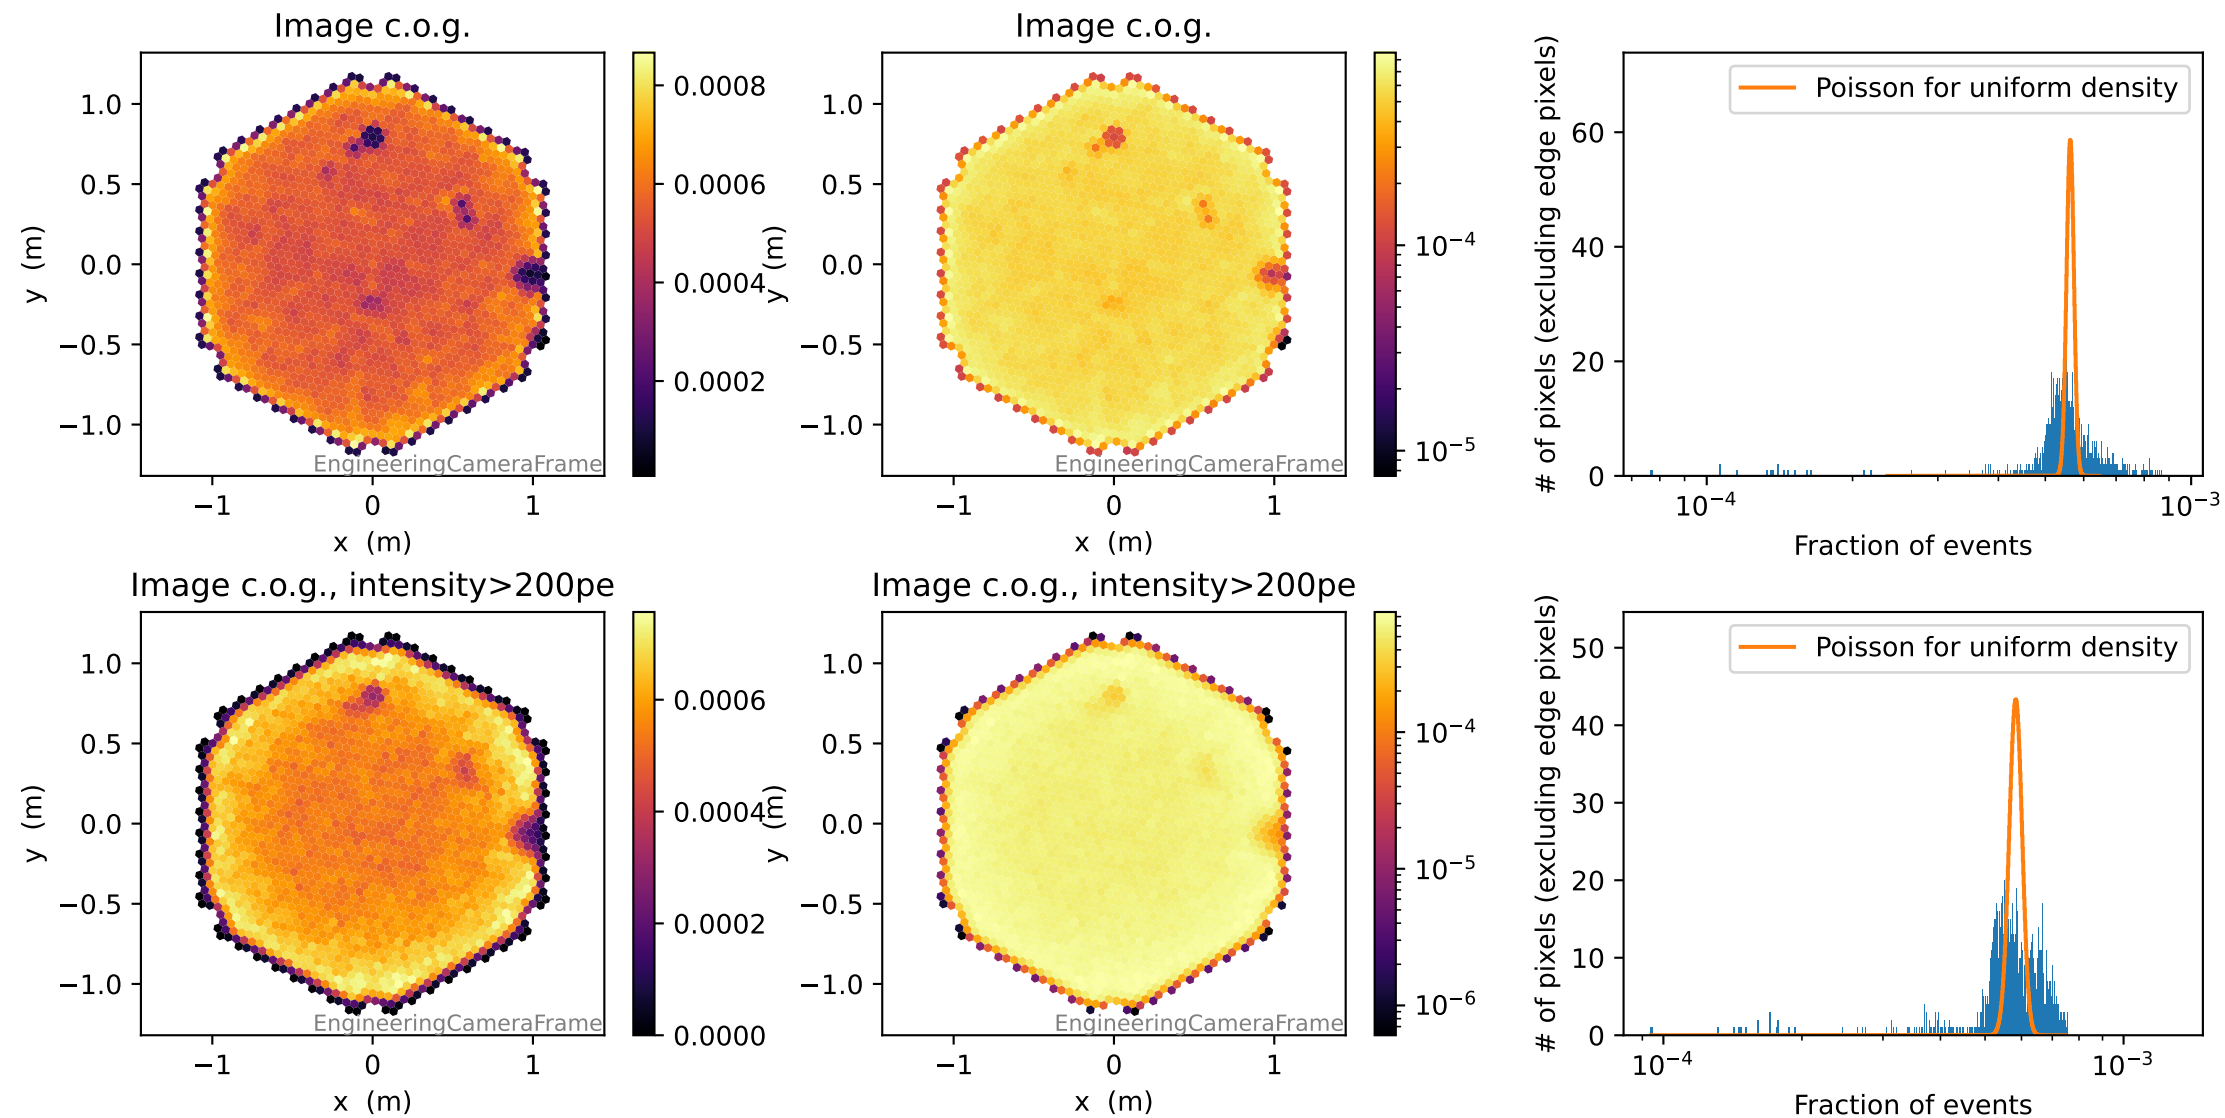 Image c.o.g.
y (m)
1.0
0.5
0.0
−0.5
−1.0
−1
0
1
x (m)
EngineeringCameraFrame
0.0008
0.0006
0.0004
0.0002
Image c.o.g.
y (m)
1.0
0.5
0.0
−0.5
−1.0
−1
0
1
x (m)
EngineeringCameraFrame
10−4
10−5
# of pixels (excluding edge pixels)
60
40
20
0
Poisson for uniform density
10−4
10−3
Fraction of events
Image c.o.g., intensity>200pe
y (m)
1.0
0.5
0.0
−0.5
−1.0
−1
0
1
x (m)
EngineeringCameraFrame
0.0006
0.0004
0.0002
0.0000
Image c.o.g., intensity>200pe
y (m)
1.0
0.5
0.0
−0.5
−1.0
−1
0
1
x (m)
EngineeringCameraFrame
10−4
10−5
10−6
# of pixels (excluding edge pixels)
50
40
30
20
10
0
Poisson for uniform density
10−4
10−3
Fraction of events